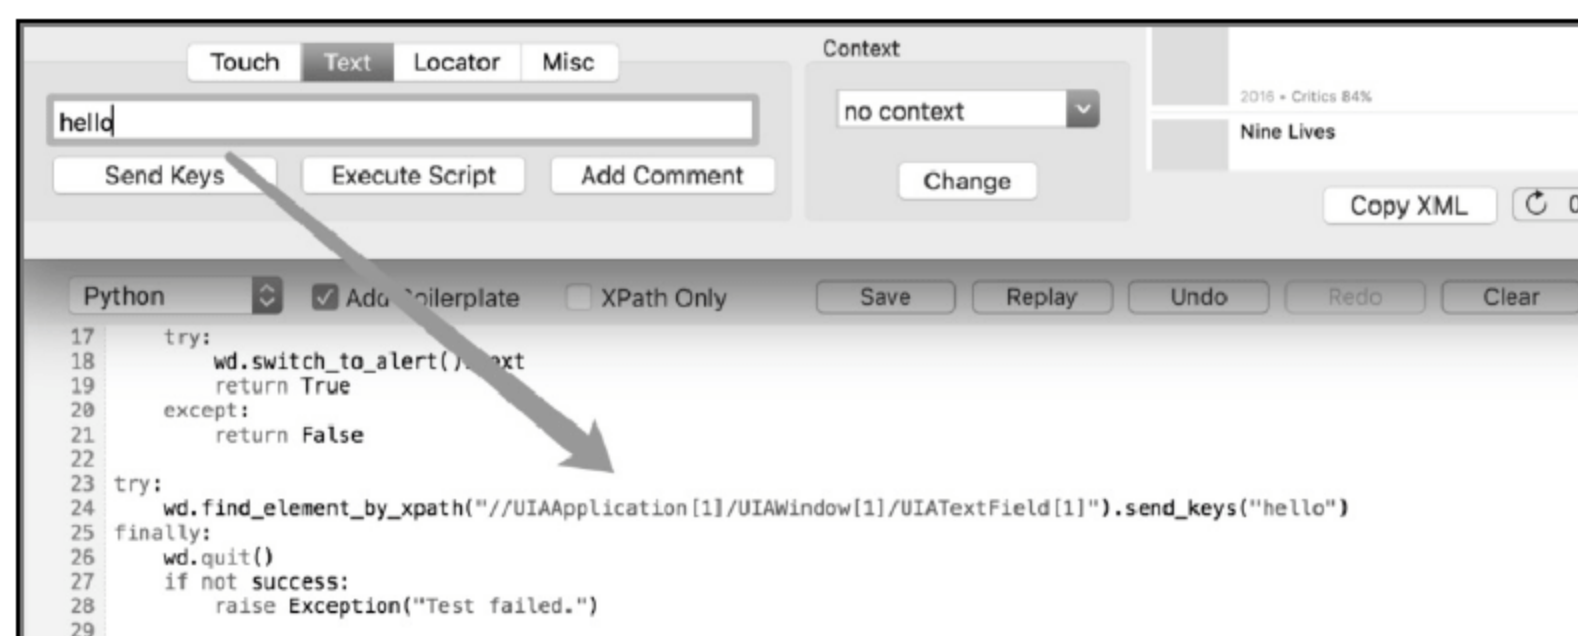 Touch Text Locator Misc
hello
Send Keys Execute Script Add Comment
Context
no context
Change
2016 • Critics 84%
Nine Lives
Copy XML
Python Add Boilerplate XPath Only Save Replay Undo Redo Clear
17 try:
18 wd.switch_to_alert().text
19 return True
20 except:
21 return False
22
23 try:
24 wd.find_element_by_xpath("//UIAApplication[1]/UIAWindow[1]/UIATextField[1]").send_keys("hello")
25 finally:
26 wd.quit()
27 if not success:
28 raise Exception("Test failed.")
29